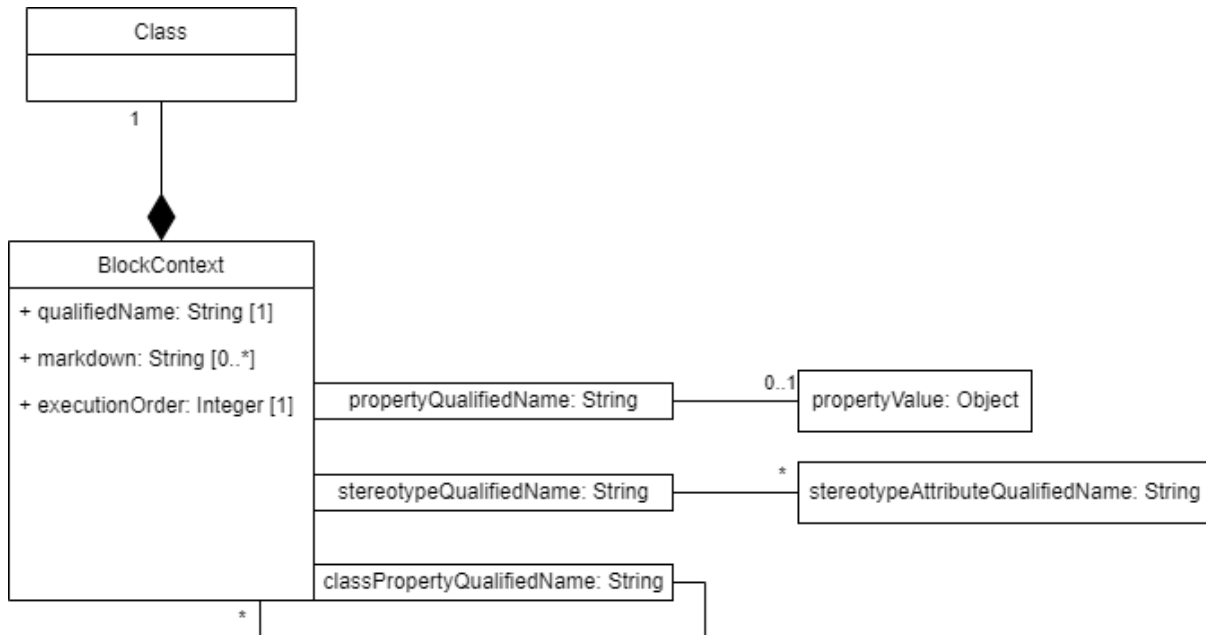 Class
1
BlockContext
+ qualifiedName: String [1]
+ markdown: String [0..*]
+ executionOrder: Integer [1]
propertyQualifiedName: String
0..1
propertyValue: Object
stereotypeQualifiedName: String
*
stereotypeAttributeQualifiedName: String
classPropertyQualifiedName: String
*